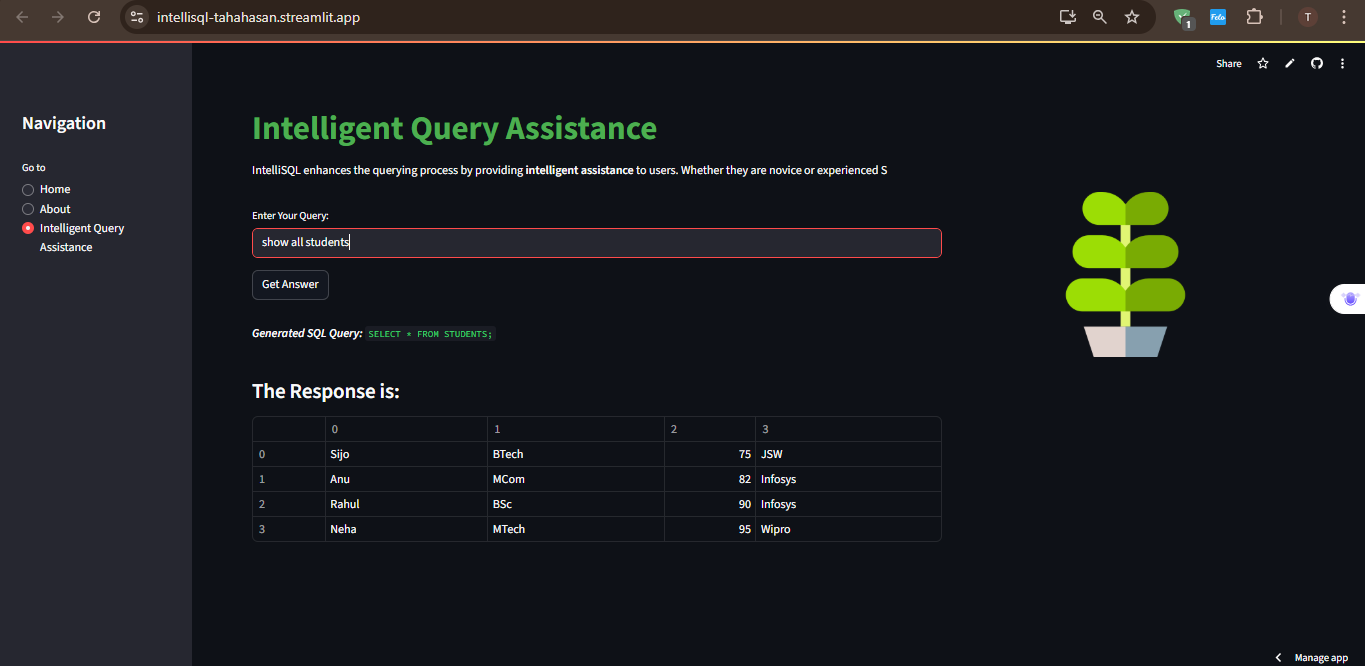 intellisql-tahahasan.streamlit.app
1
Felo
T
Share
Navigation
Go to
Home
About
Intelligent Query
Assistance
Intelligent Query Assistance
IntelliSQL enhances the querying process by providing intelligent assistance to users. Whether they are novice or experienced S
Enter Your Query:
show all students
Get Answer
Generated SQL Query: SELECT * FROM STUDENTS;
The Response is:
0 1 2 3
0 Sijo BTech 75 JSW
1 Anu MCom 82 Infosys
2 Rahul BSc 90 Infosys
3 Neha MTech 95 Wipro
Manage app